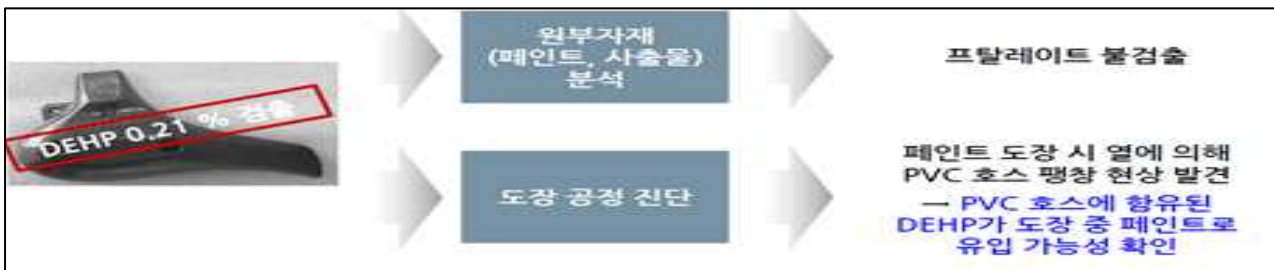 DEHP 0.21 % 검출
원부자재
(페인트, 사출물)
분석
프탈레이트 불검출
도장 공정 진단
페인트 도장 시 열에 의해
PVC 호스 팽창 현상 발견
→ PVC 호스에 함유된
DEHP가 도장 중 페인트로
유입 가능성 확인